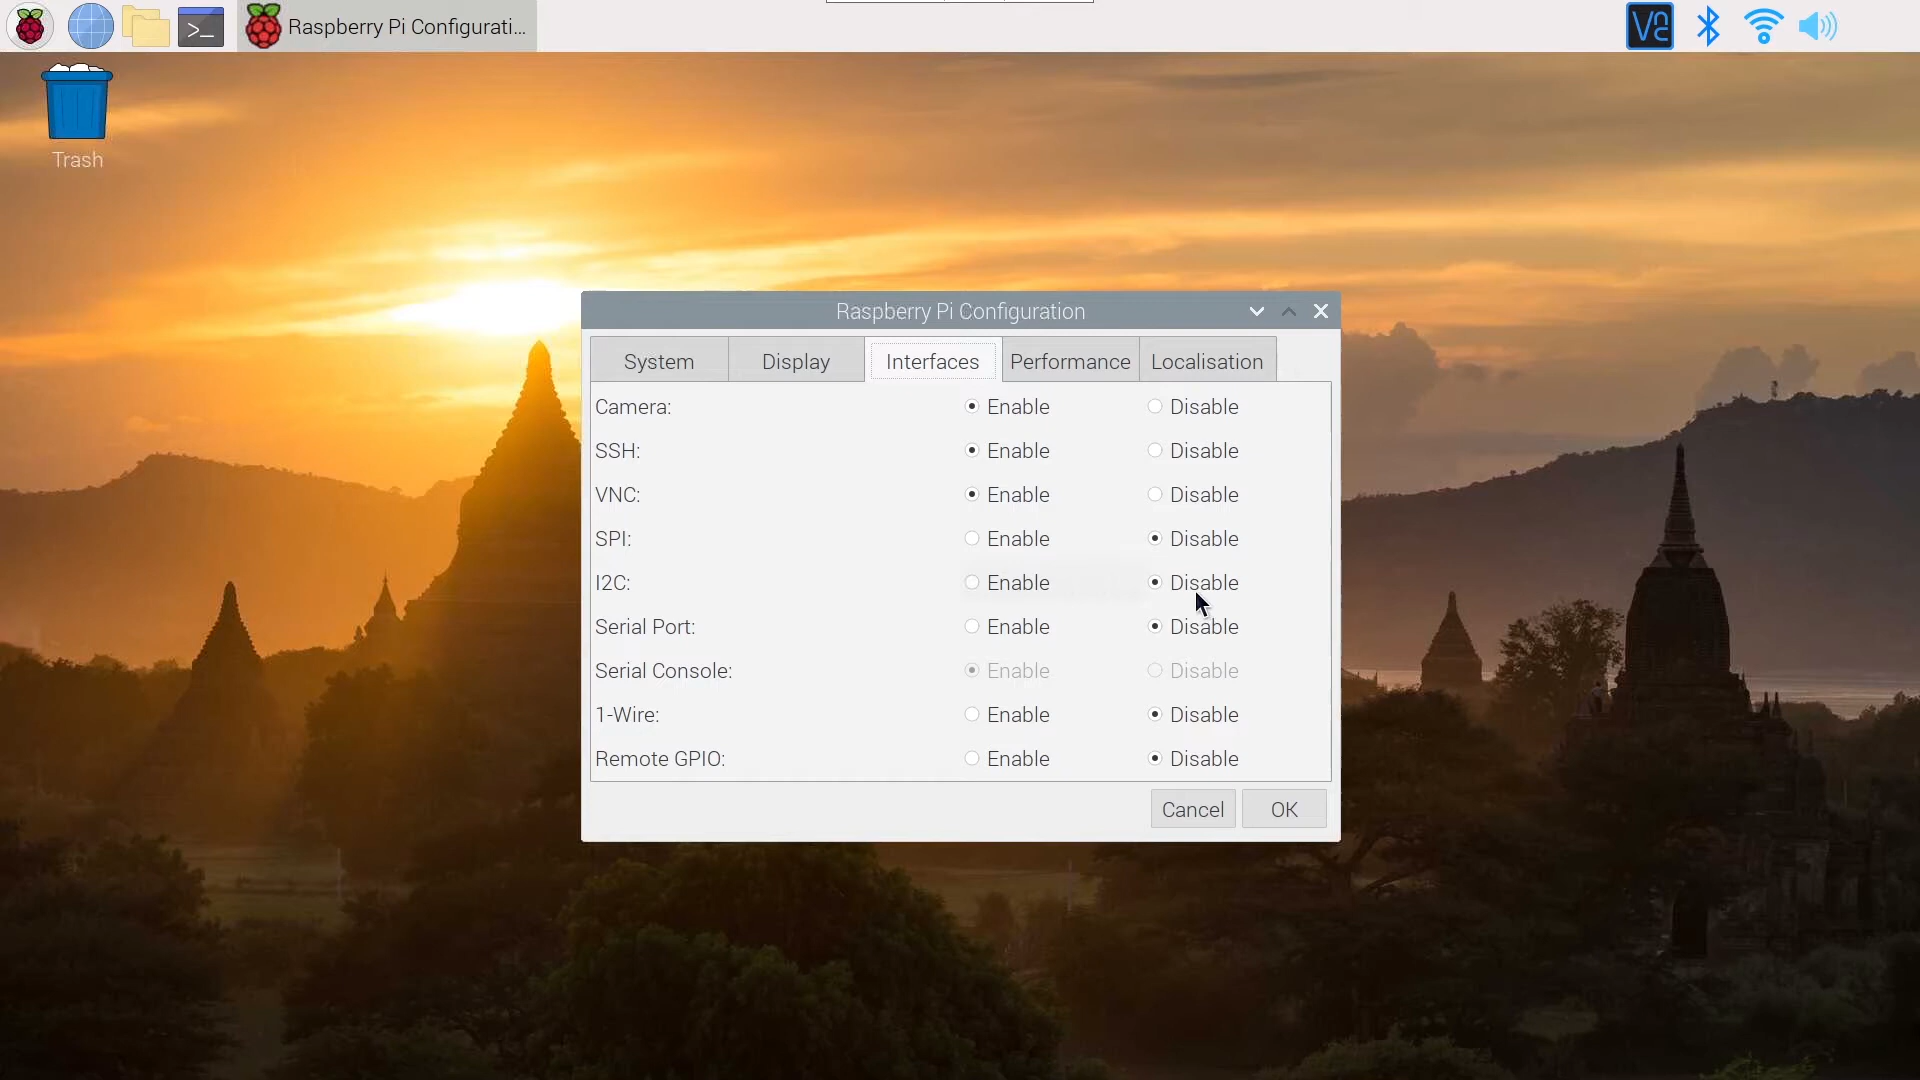 Raspberry Pi Configurati...
Trash
Raspberry Pi Configuration
System Display Interfaces Performance Localisation
Camera: Enable Disable
SSH: Enable Disable
VNC: Enable Disable
SPI: Enable Disable
I2C: Enable Disable
Serial Port: Enable Disable
Serial Console: Enable Disable
1-Wire: Enable Disable
Remote GPIO: Enable Disable
Cancel OK